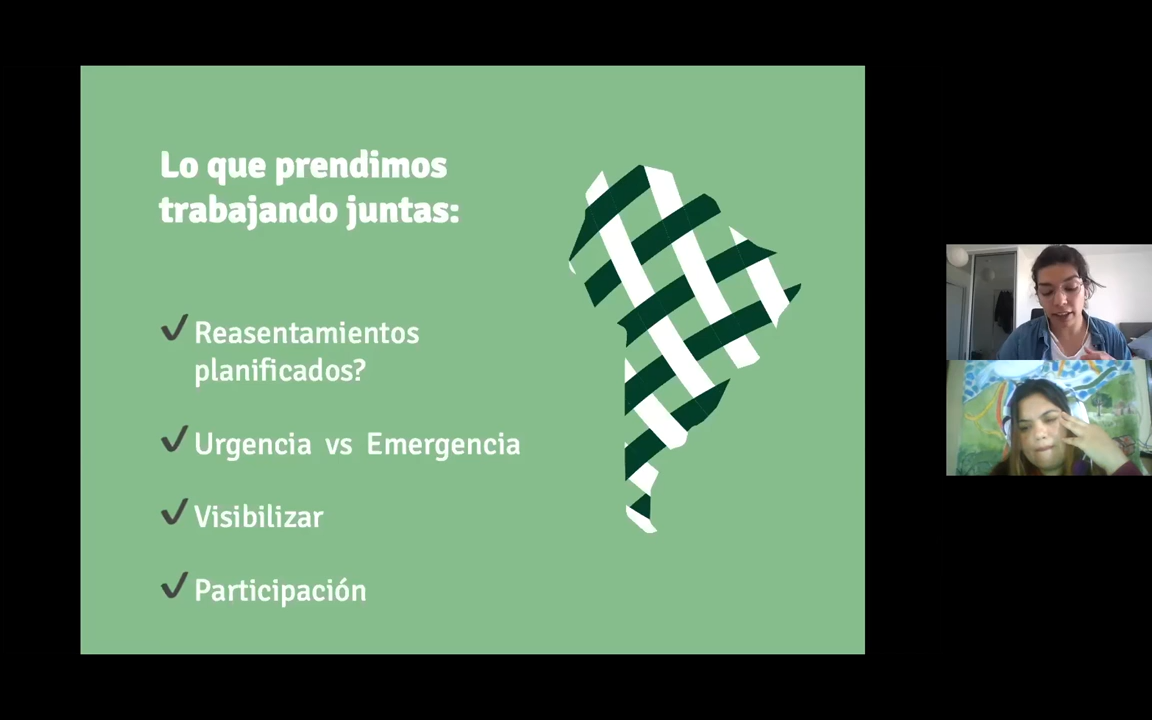 Lo que prendimos
trabajando juntas:
Reasentamientos
planificados?
Urgencia vs Emergencia
Visibilizar
Participación